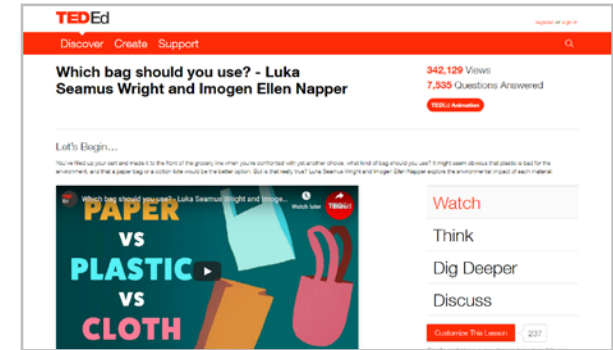 TEDEd
register or sign in
Discover Create Support
Which bag should you use? - Luka
Seamus Wright and Imogen Ellen Napper
342,129 Views
7,535 Questions Answered
TEDEd Animation
Let's Begin...
You've filled up your cart and made it to the front of the grocery line when you're confronted with yet another choice: what kind of bag should you use? It might seem obvious that plastic is bad for the
environment, and that a paper bag or a cotton tote would be the better option. But is that really true? Luka Seamus Wright and Imogen Ellen Napper explore the environmental impact of each material.
Which bag should you use? - Luka Seamus Wright and Imoge...
Watch later
PAPER
VS
PLASTIC
VS
CLOTH
Watch
Think
Dig Deeper
Discuss
Customize This Lesson
237